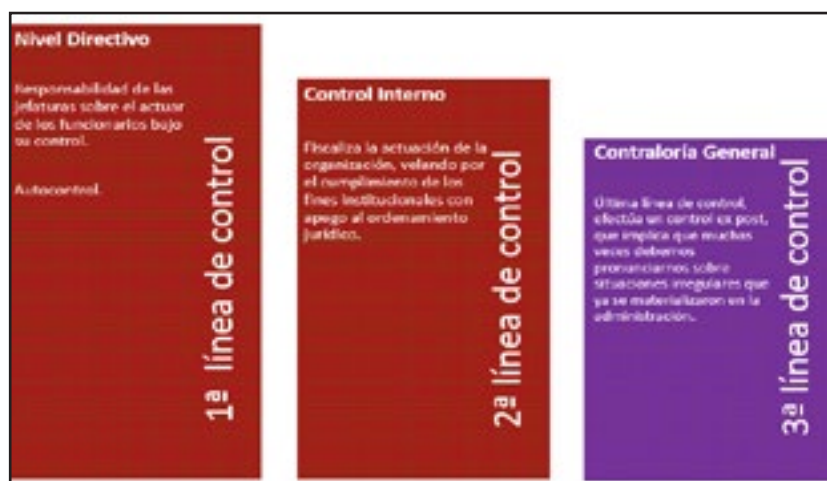 Nivel Directivo
Responsabilidad de las
jefaturas sobre el actuar
de los funcionarios bajo
su control.
Autocontrol.
1ª línea de control
Control Interno
Fiscaliza la actuación de la
organización, velando por
el cumplimiento de los
fines institucionales con
apego al ordenamiento
jurídico.
2ª línea de control
Contraloría General
Última línea de control,
efectúa un control ex post,
que implica que muchas
veces debemos
pronunciarnos sobre
situaciones irregulares que
ya se materializaron en la
administración.
3ª línea de control